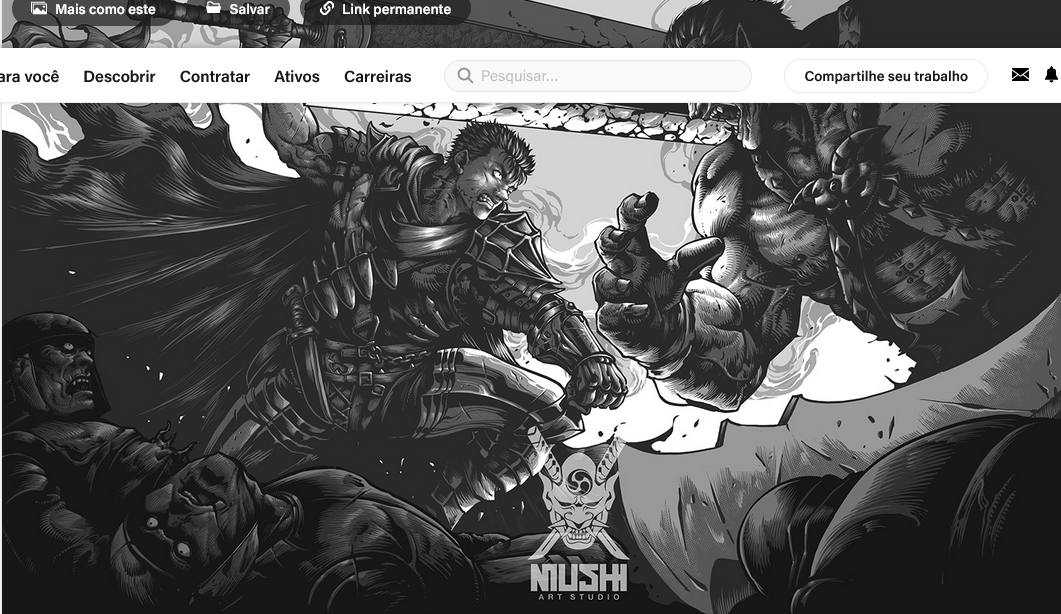 Mais como este Salvar Link permanente
ara você Descobrir Contratar Ativos Carreiras Pesquisar... Compartilhe seu trabalho
MUSHI
ART STUDIO